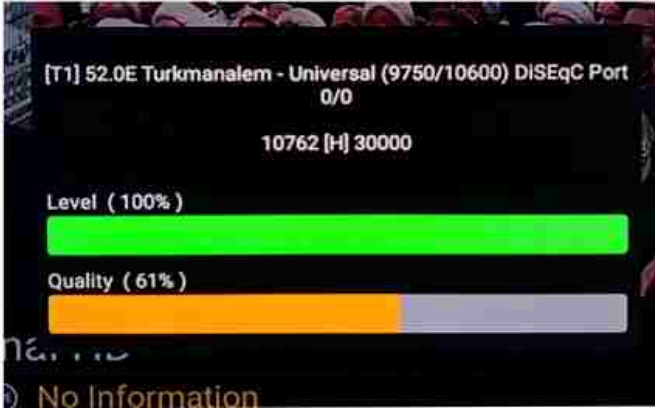 [T1] 52.0E Turkmanalem - Universal (9750/10600) DiSEqC Port
0/0
10762 [H] 30000
Level ( 100% )
Quality ( 61% )
No Information